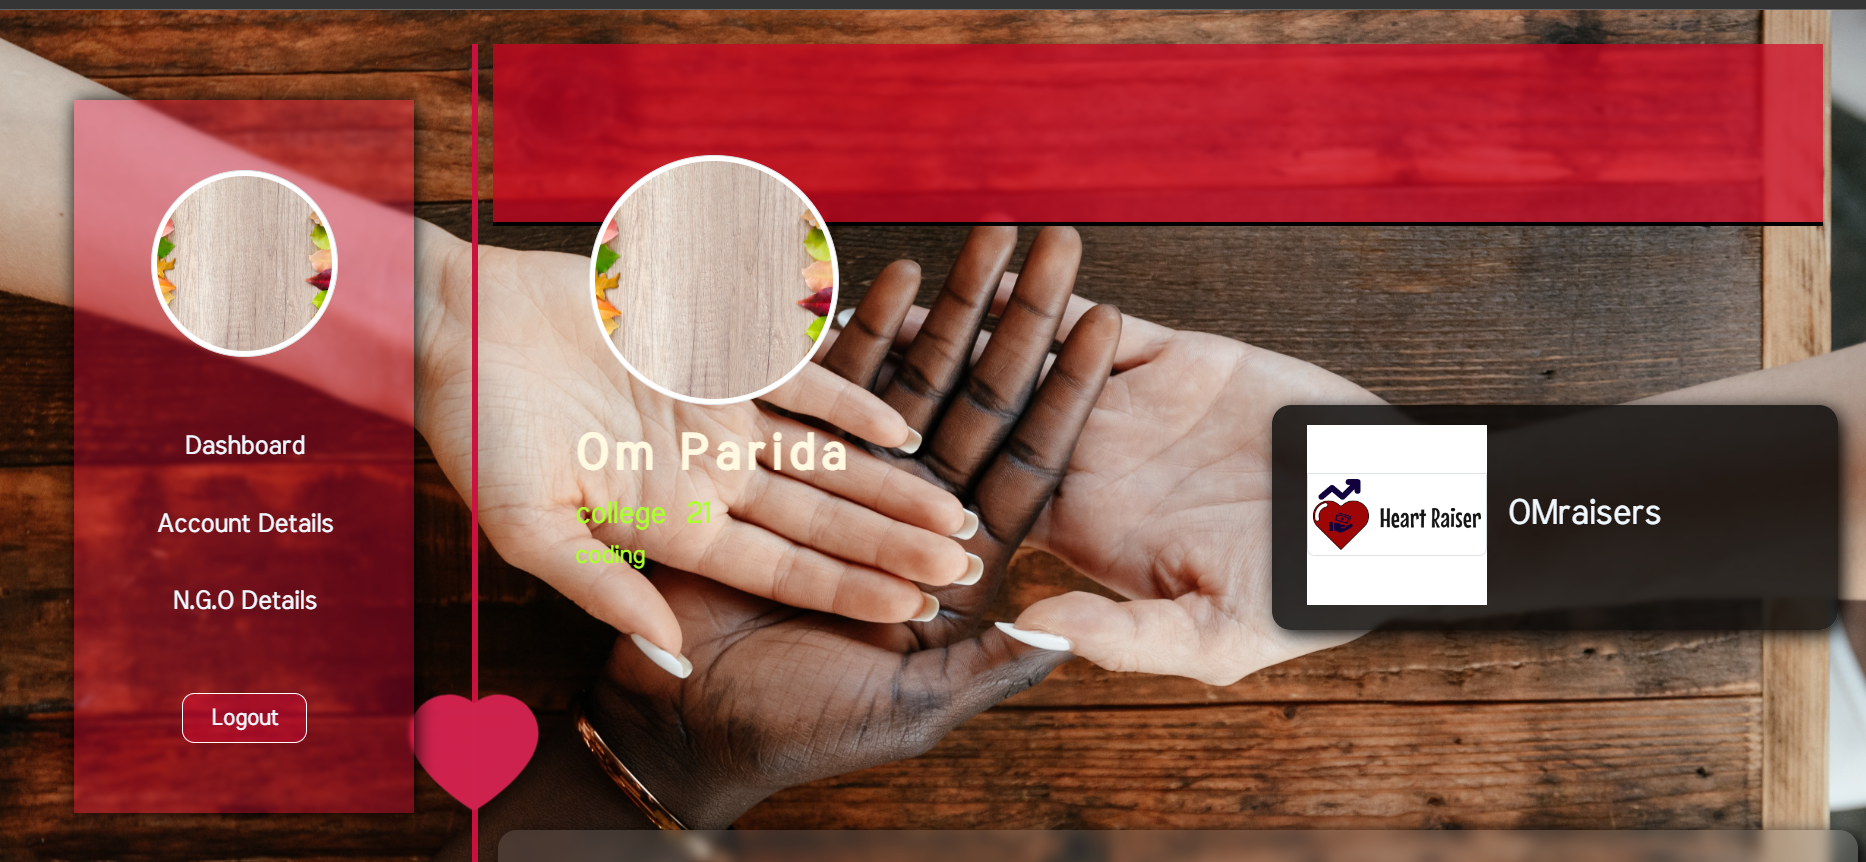 Dashboard
Account Details
N.G.O Details
Logout
Om Parida
college 21
coding
Heart Raiser
OMraisers